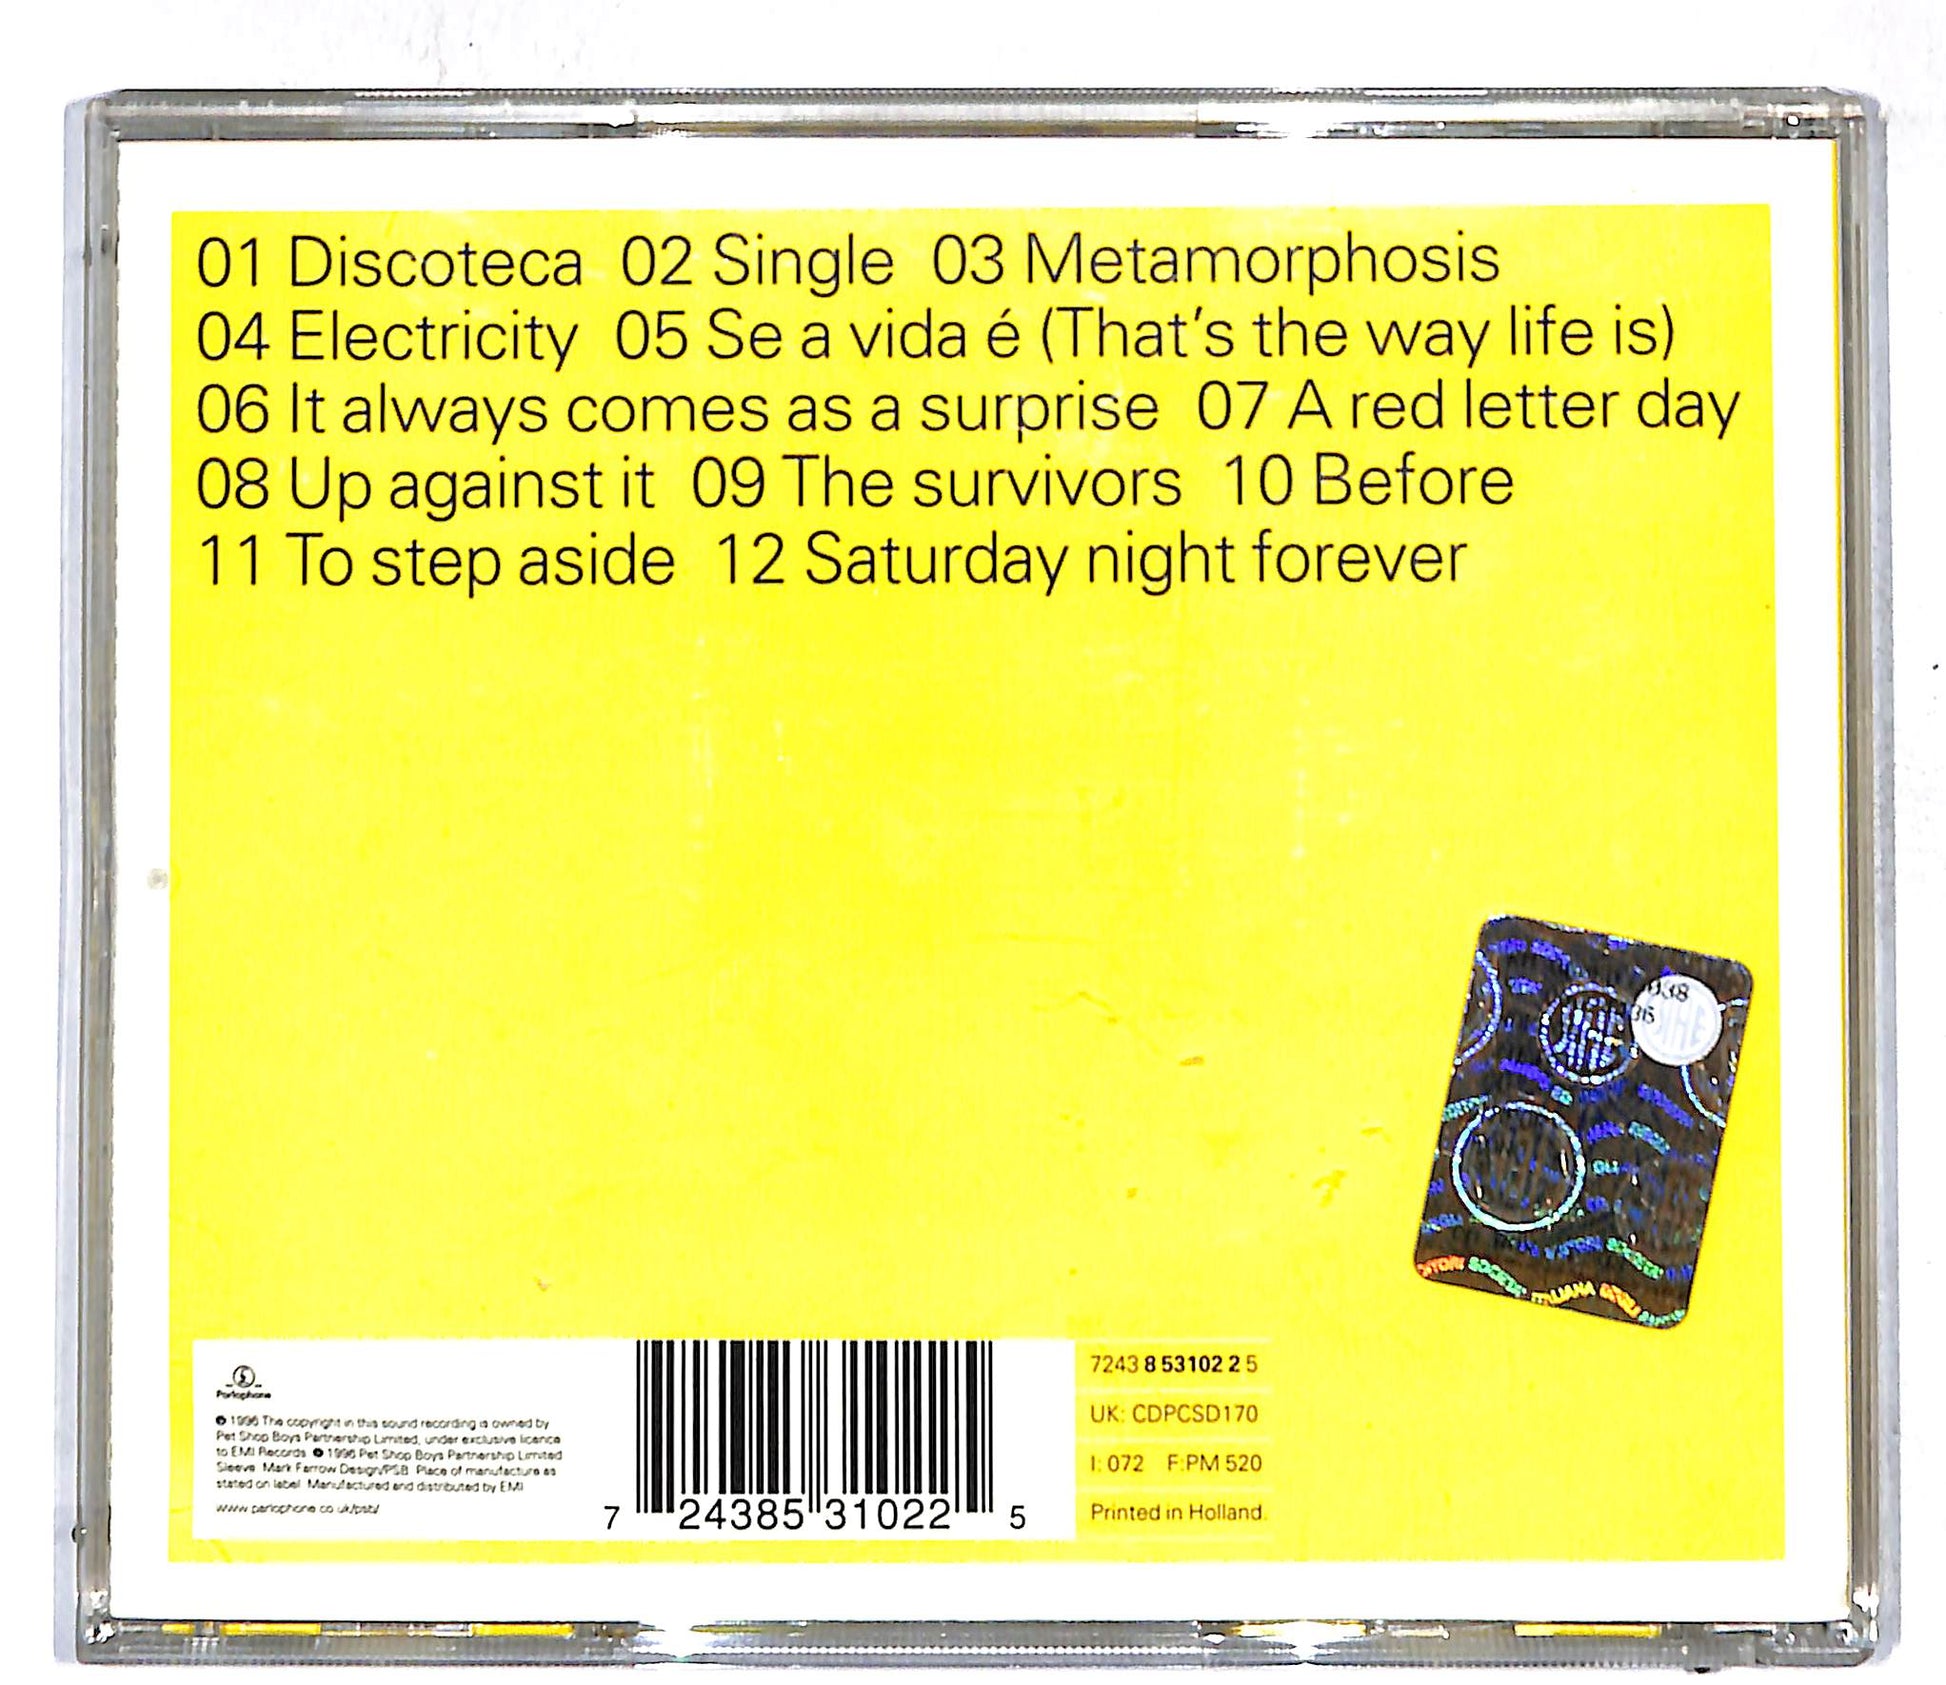 01 Discoteca 02 Single 03 Metamorphosis
04 Electricity 05 Se a vida é (That's the way life is)
06 It always comes as a surprise 07 A red letter day
08 Up against it 09 The survivors 10 Before
11 To step aside 12 Saturday night forever
Parlophone
℗ 1996 The copyright in this sound recording is owned by
Pet Shop Boys Partnership Limited, under exclusive licence
to EMI Records © 1996 Pet Shop Boys Partnership Limited
Sleeve: Mark Farrow Design/PSB Place of manufacture as
stated on label Manufactured and distributed by EMI
www.parlophone.co.uk/psb/
7 24385 31022 5
7243 8 53102 2 5
UK: CDPCSD170
I: 072 F:PM 520
Printed in Holland.
SOCIETA' ITALIANA DEGLI